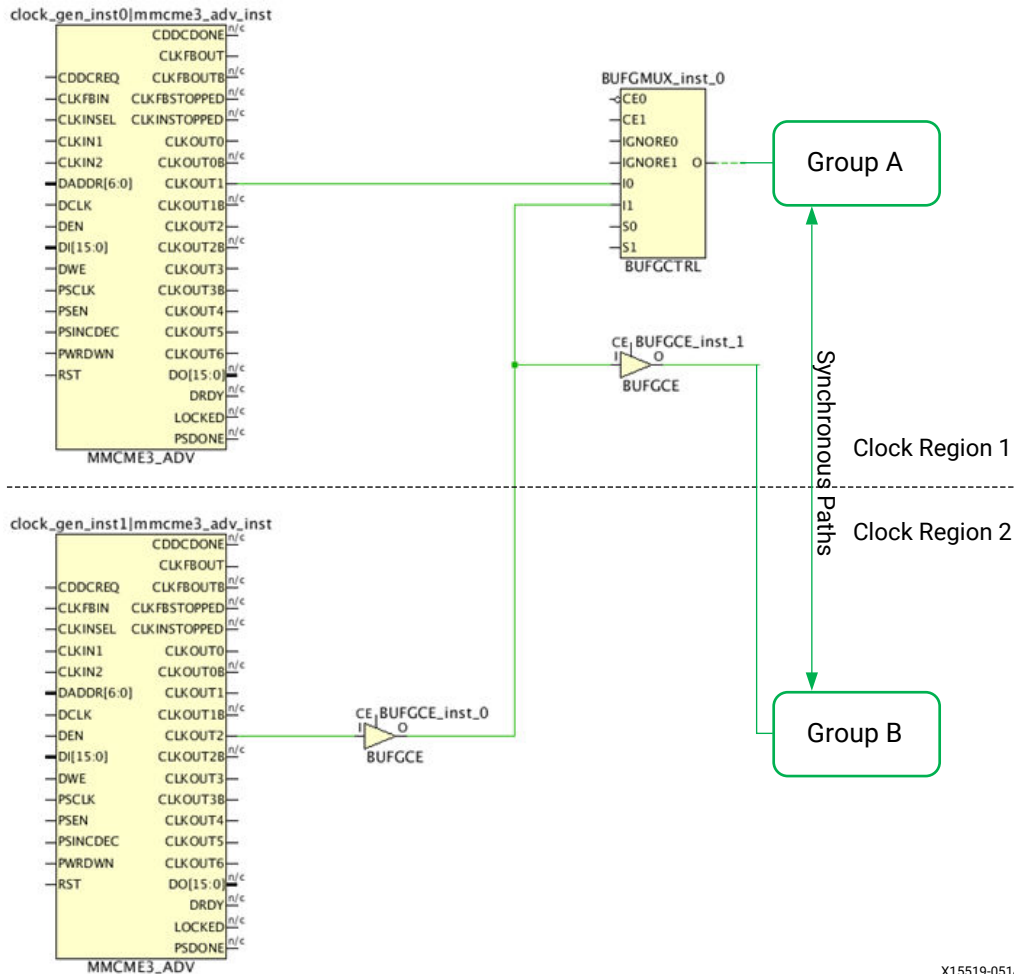 clock_gen_inst0|mmcme3_adv_inst
CDDCDONE n/c
CLKFBOUT
CDDCREQ CLKFBOUTB n/c
CLKFBIN CLKFBSTOPPED n/c
CLKINSEL CLKINSTOPPED n/c
CLKIN1 CLKOUT0
CLKIN2 CLKOUT0B n/c
DADDR[6:0] CLKOUT1
DCLK CLKOUT1B n/c
DEN CLKOUT2
DI[15:0] CLKOUT2B n/c
DWE CLKOUT3
PSCLK CLKOUT3B n/c
PSEN CLKOUT4
PSINCDEC CLKOUT5
PWRDWN CLKOUT6
RST DO[15:0] n/c
DRDY n/c
LOCKED n/c
PSDONE n/c
MMCME3_ADV
BUFGMUX_inst_0
CE0
CE1
IGNORE0
IGNORE1 O
I0
I1
S0
S1
BUFGCTRL
Group A
CE BUFGCE_inst_1
I O
BUFGCE
Synchronous Paths
Clock Region 1
Clock Region 2
clock_gen_inst1|mmcme3_adv_inst
CDDCDONE n/c
CLKFBOUT
CDDCREQ CLKFBOUTB n/c
CLKFBIN CLKFBSTOPPED n/c
CLKINSEL CLKINSTOPPED n/c
CLKIN1 CLKOUT0
CLKIN2 CLKOUT0B n/c
DADDR[6:0] CLKOUT1
DCLK CLKOUT1B n/c
DEN CLKOUT2
DI[15:0] CLKOUT2B n/c
DWE CLKOUT3
PSCLK CLKOUT3B n/c
PSEN CLKOUT4
PSINCDEC CLKOUT5
PWRDWN CLKOUT6
RST DO[15:0] n/c
DRDY n/c
LOCKED n/c
PSDONE n/c
MMCME3_ADV
CE BUFGCE_inst_0
I O
BUFGCE
Group B